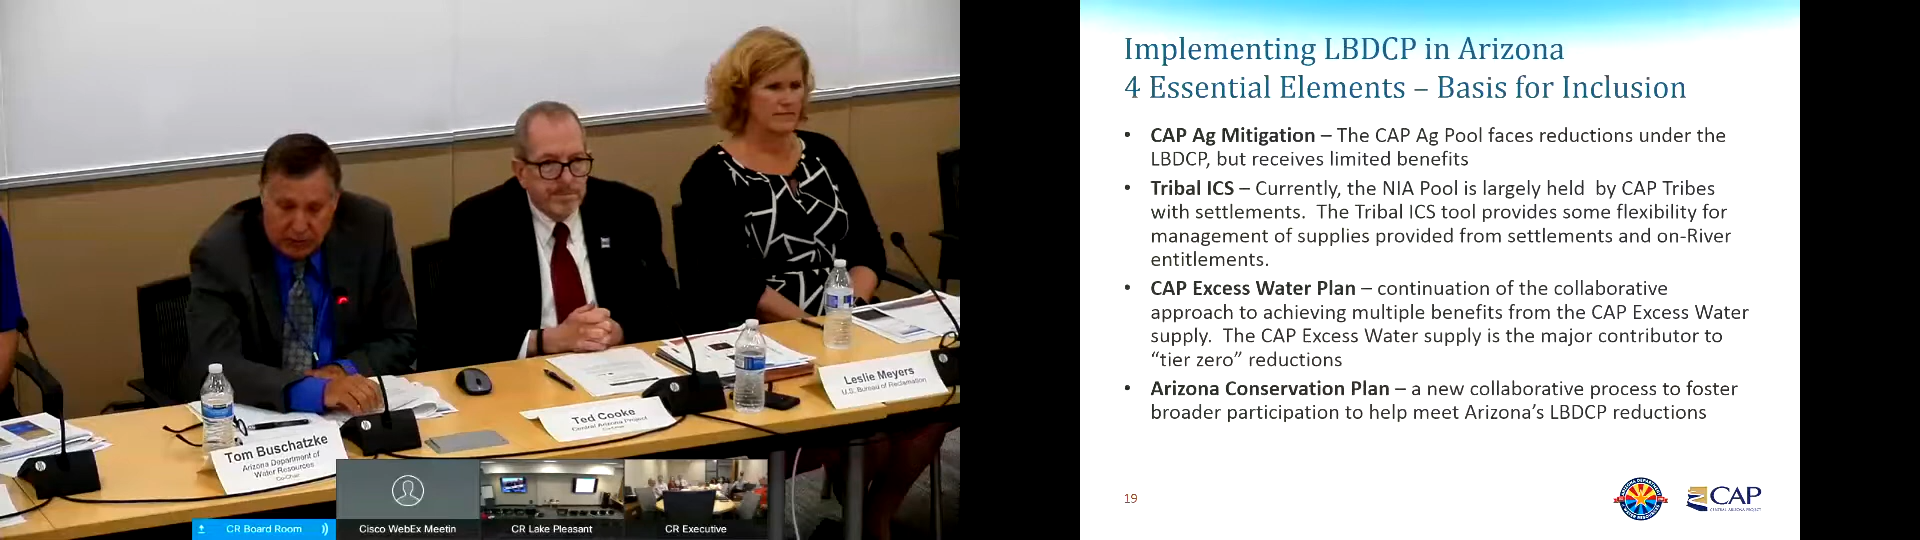 Tom Buschatzke
Arizona Department of
Water Resources
Co-Chair
Ted Cooke
Central Arizona Project
Co-Chair
Leslie Meyers
U.S. Bureau of Reclamation
CR Board Room
Cisco WebEx Meetin
CR Lake Pleasant
CR Executive
Implementing LBDCP in Arizona
4 Essential Elements – Basis for Inclusion
• CAP Ag Mitigation – The CAP Ag Pool faces reductions under the
LBDCP, but receives limited benefits
• Tribal ICS – Currently, the NIA Pool is largely held by CAP Tribes
with settlements. The Tribal ICS tool provides some flexibility for
management of supplies provided from settlements and on-River
entitlements.
• CAP Excess Water Plan – continuation of the collaborative
approach to achieving multiple benefits from the CAP Excess Water
supply. The CAP Excess Water supply is the major contributor to
“tier zero” reductions
• Arizona Conservation Plan – a new collaborative process to foster
broader participation to help meet Arizona’s LBDCP reductions
19
CAP
CENTRAL ARIZONA PROJECT